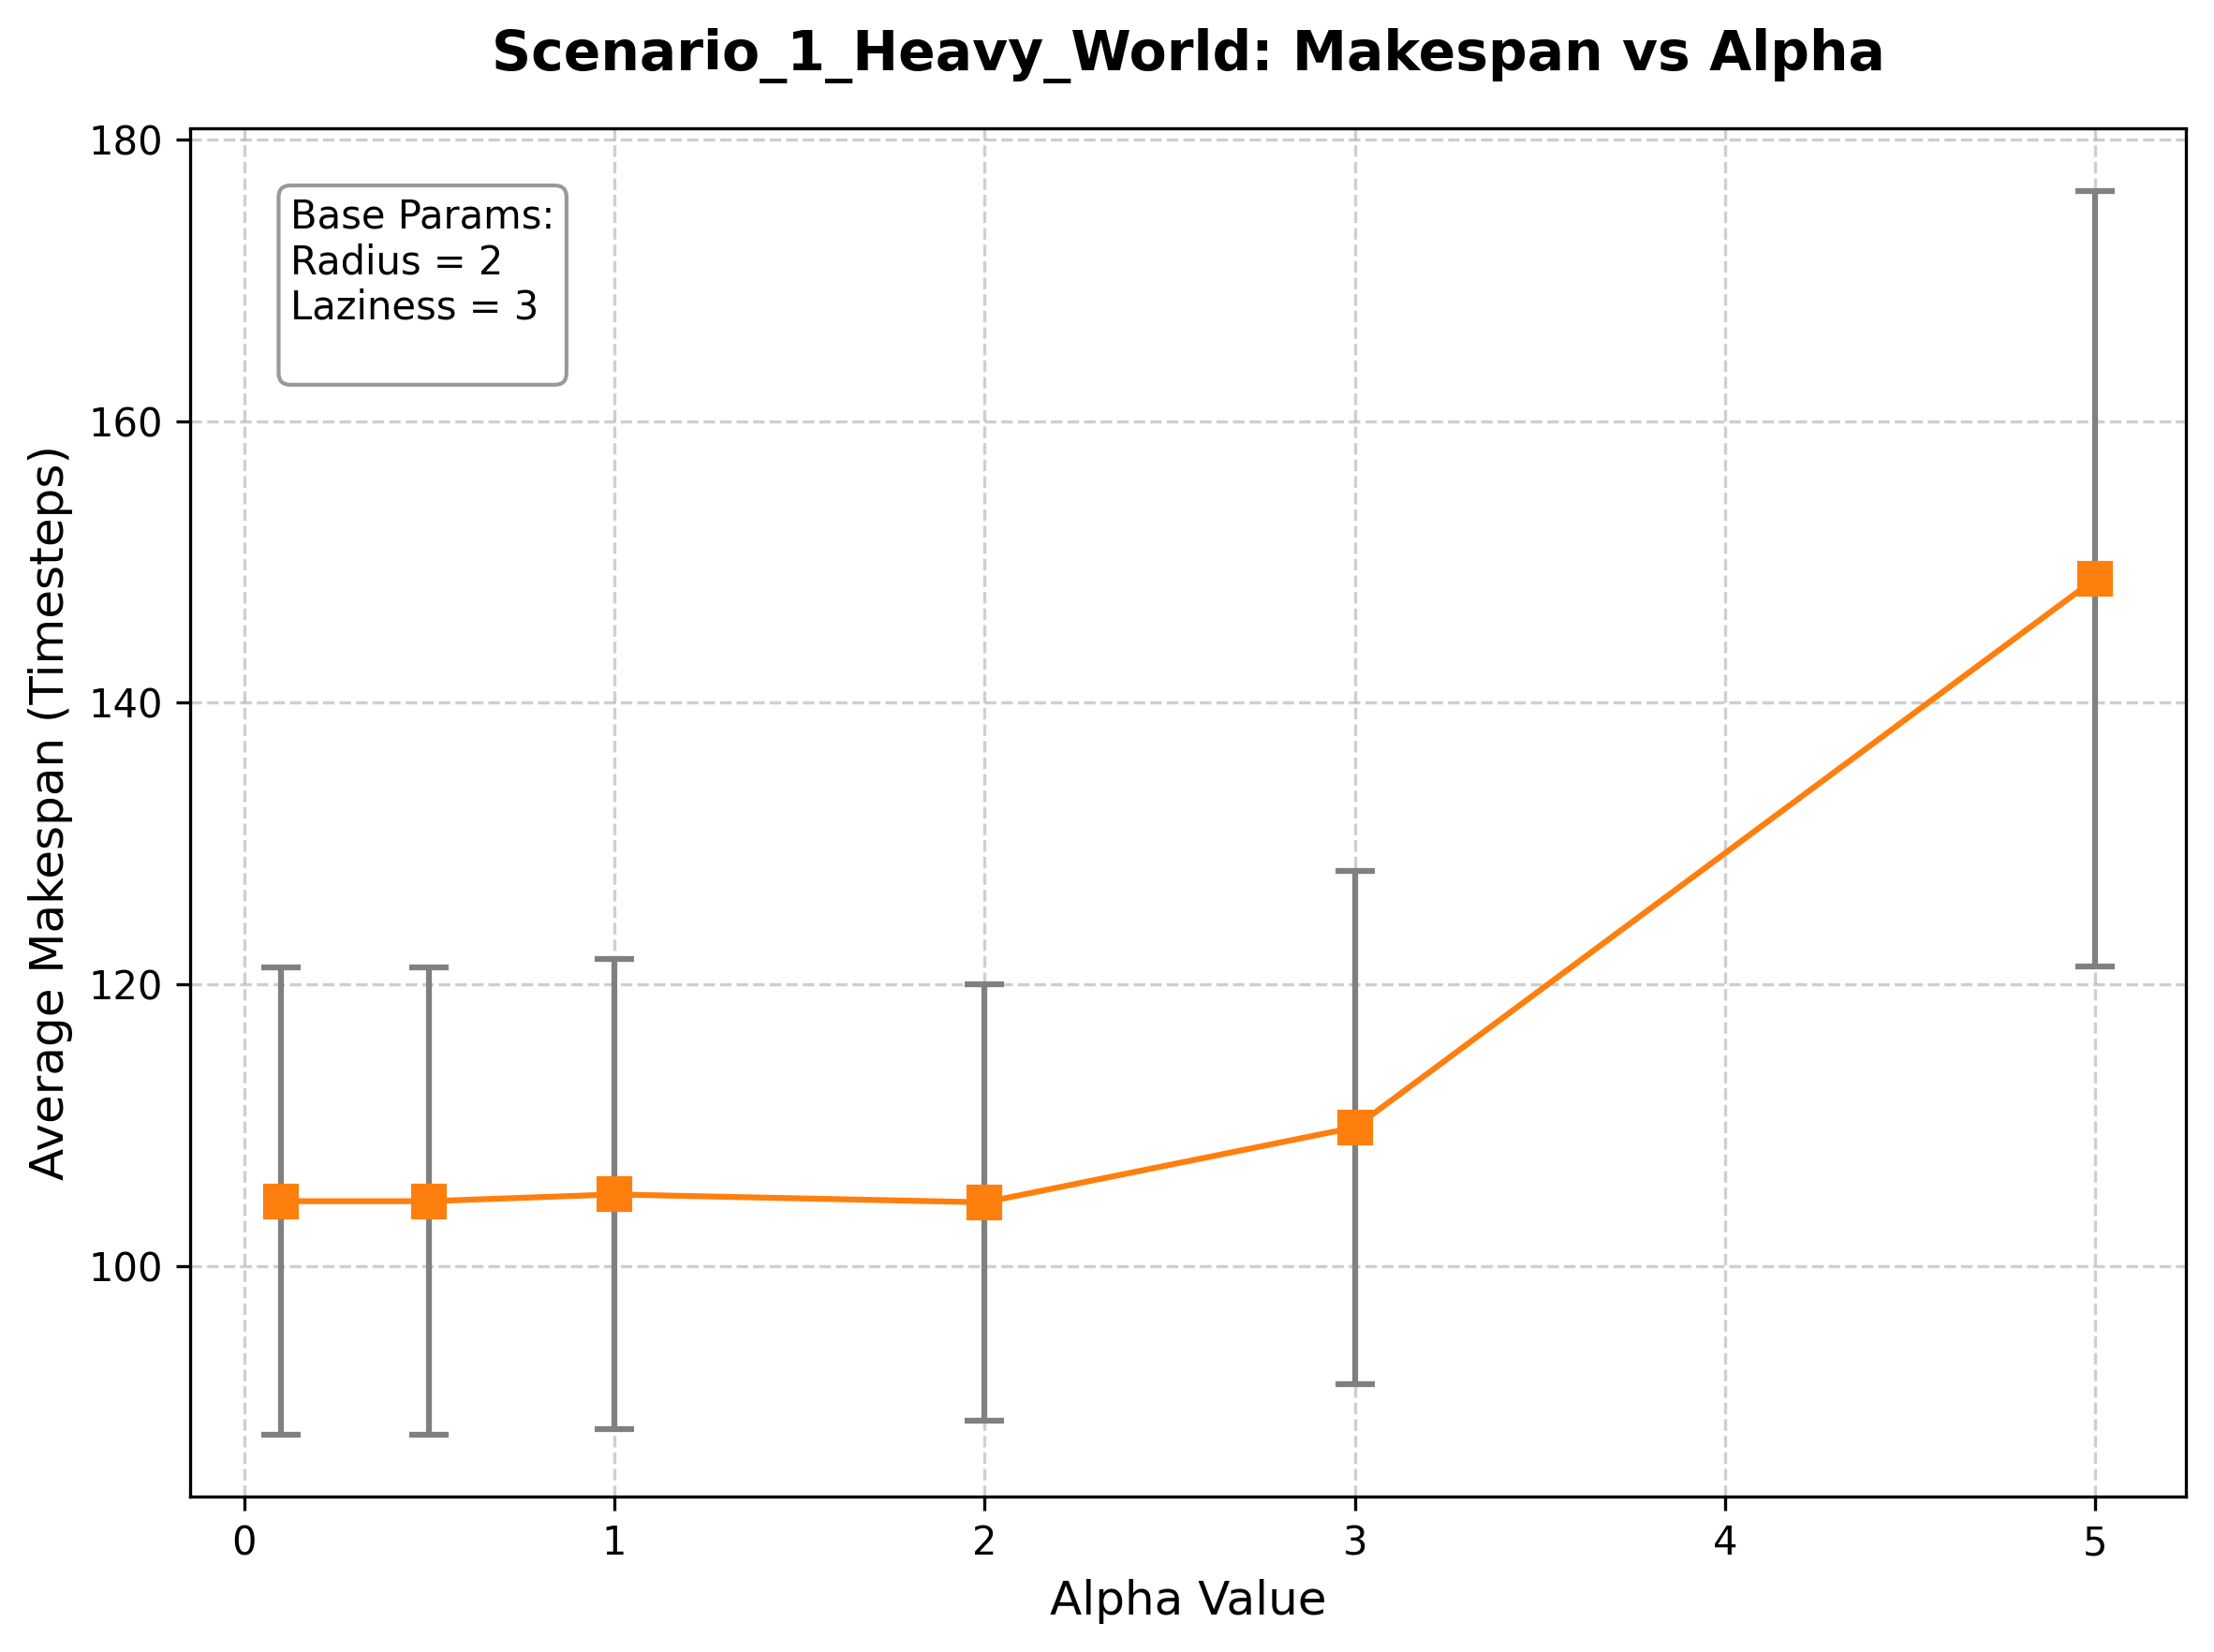 Scenario_1_Heavy_World: Makespan vs Alpha
180
160
140
120
100
Average Makespan (Timesteps)
Base Params:
Radius = 2
Laziness = 3
0 1 2 3 4 5
Alpha Value